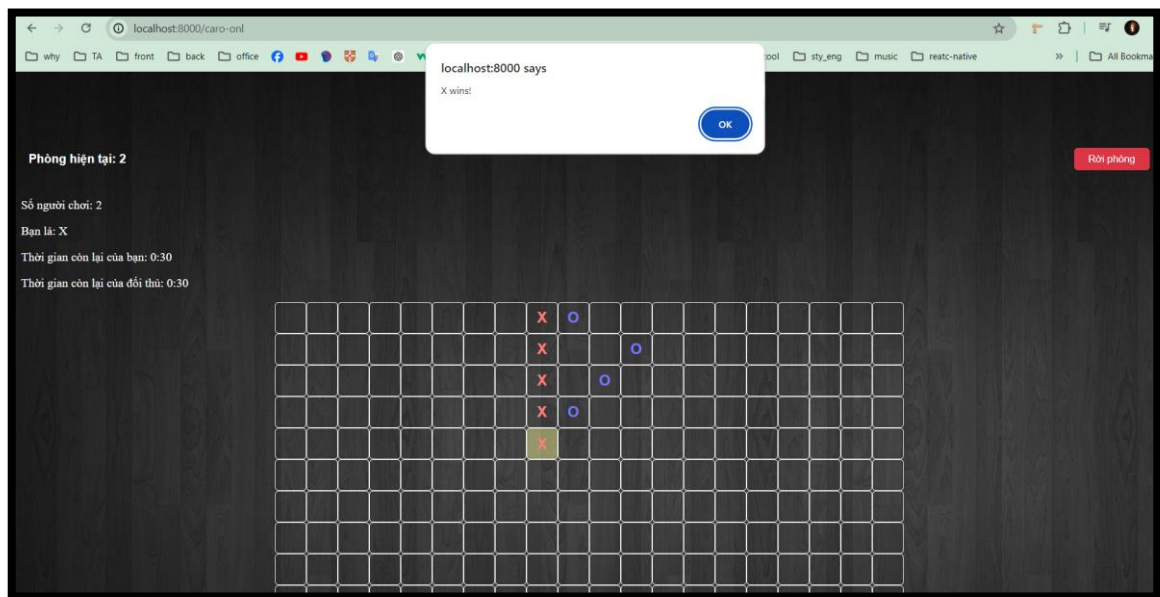 localhost:8000/caro-onl
why TA front back office sty_eng music reatc-native » All Bookma
localhost:8000 says
X wins!
OK
Phòng hiện tại: 2
Rời phòng
Số người chơi: 2
Bạn là: X
Thời gian còn lại của bạn: 0:30
Thời gian còn lại của đối thủ: 0:30
X O
X O
X O
X O
X